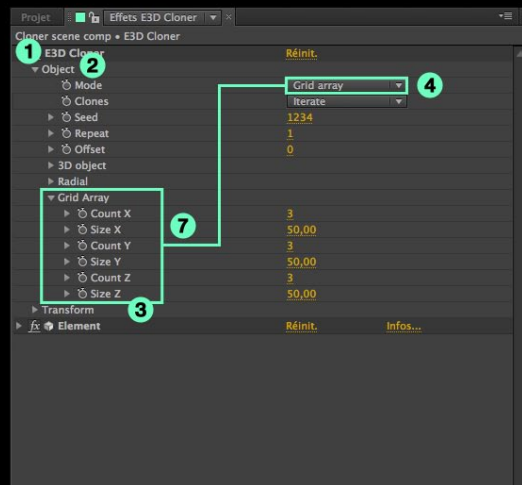 Projet Effets E3D Cloner
Cloner scene comp • E3D Cloner
1 E3D Cloner Réinit.
Object 2
Mode Grid array 4
Clones Iterate
Seed 1234
Repeat 1
Offset 0
3D object
Radial
Grid Array
Count X 3
7
Size X 50,00
Count Y 3
Size Y 50,00
Count Z 3
Size Z 50,00
Transform 3
fx Element Réinit. Infos...